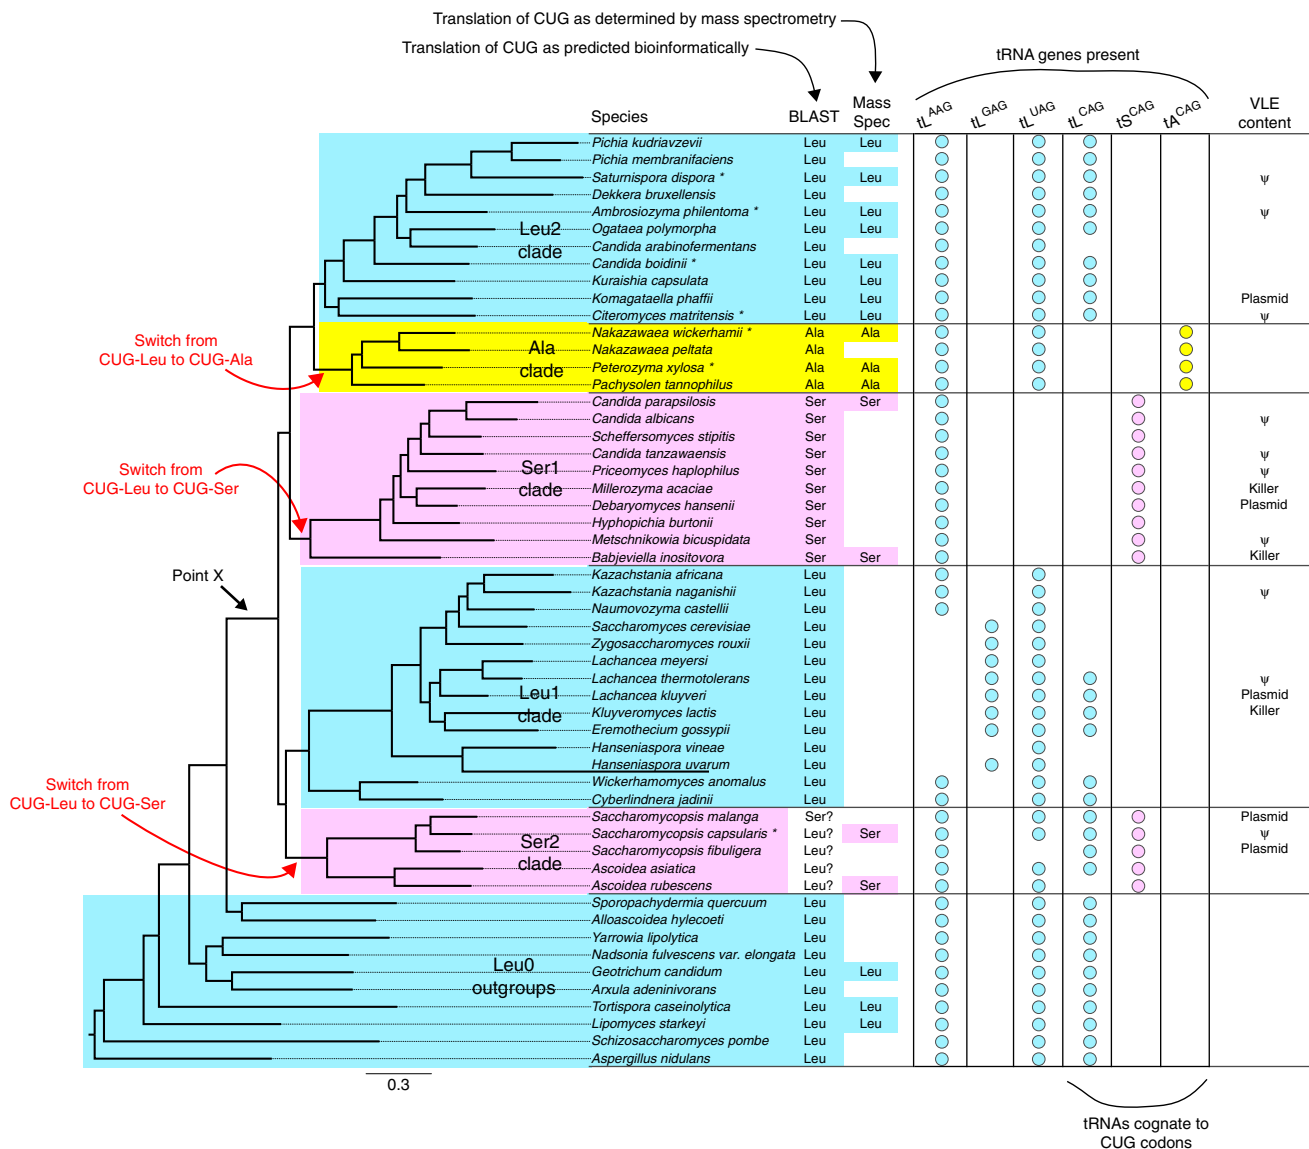 Translation of CUG as determined by mass spectrometry
Translation of CUG as predicted bioinformatically
tRNA genes present
Species BLAST Mass Spec tL^AAG tL^GAG tL^UAG tL^CAG tS^CAG tA^CAG VLE content
Pichia kudriavzevii Leu Leu
Pichia membranifaciens Leu
Saturnispora dispora * Leu Leu ψ
Dekkera bruxellensis Leu
Ambrosiozyma philentoma * Leu Leu ψ
Ogataea polymorpha Leu Leu
Leu2 clade
Candida arabinofermentans Leu
Candida boidinii * Leu Leu
Kuraishia capsulata Leu Leu
Komagataella phaffii Leu Leu Plasmid
Citeromyces matritensis * Leu Leu ψ
Switch from
CUG-Leu to CUG-Ala
Nakazawaea wickerhamii * Ala Ala
Nakazawaea peltata Ala
Ala clade
Peterozyma xylosa * Ala Ala
Pachysolen tannophilus Ala Ala
Candida parapsilosis Ser Ser
Candida albicans Ser ψ
Scheffersomyces stipitis Ser
Candida tanzawaensis Ser ψ
Switch from
CUG-Leu to CUG-Ser
Priceomyces haplophilus Ser ψ
Ser1 clade
Millerozyma acaciae Ser Killer
Debaryomyces hansenii Ser Plasmid
Hyphopichia burtonii Ser
Metschnikowia bicuspidata Ser ψ
Babjeviella inositovora Ser Ser Killer
Point X
Kazachstania africana Leu
Kazachstania naganishii Leu ψ
Naumovozyma castellii Leu
Saccharomyces cerevisiae Leu
Zygosaccharomyces rouxii Leu
Lachancea meyersi Leu
Lachancea thermotolerans Leu ψ
Lachancea kluyveri Leu Plasmid
Leu1 clade
Kluyveromyces lactis Leu Killer
Eremothecium gossypii Leu
Hanseniaspora vineae Leu
Hanseniaspora uvarum Leu
Wickerhamomyces anomalus Leu
Cyberlindnera jadinii Leu
Switch from
CUG-Leu to CUG-Ser
Saccharomycopsis malanga Ser? Plasmid
Saccharomycopsis capsularis * Leu? Ser ψ
Ser2 clade
Saccharomycopsis fibuligera Leu? Plasmid
Ascoidea asiatica Leu?
Ascoidea rubescens Leu? Ser
Sporopachydermia quercuum Leu
Alloascoidea hylecoeti Leu
Yarrowia lipolytica Leu
Nadsonia fulvescens var. elongata Leu
Leu0 outgroups
Geotrichum candidum Leu Leu
Arxula adeninivorans Leu
Tortispora caseinolytica Leu Leu
Lipomyces starkeyi Leu Leu
Schizosaccharomyces pombe Leu
Aspergillus nidulans Leu
0.3
tRNAs cognate to
CUG codons